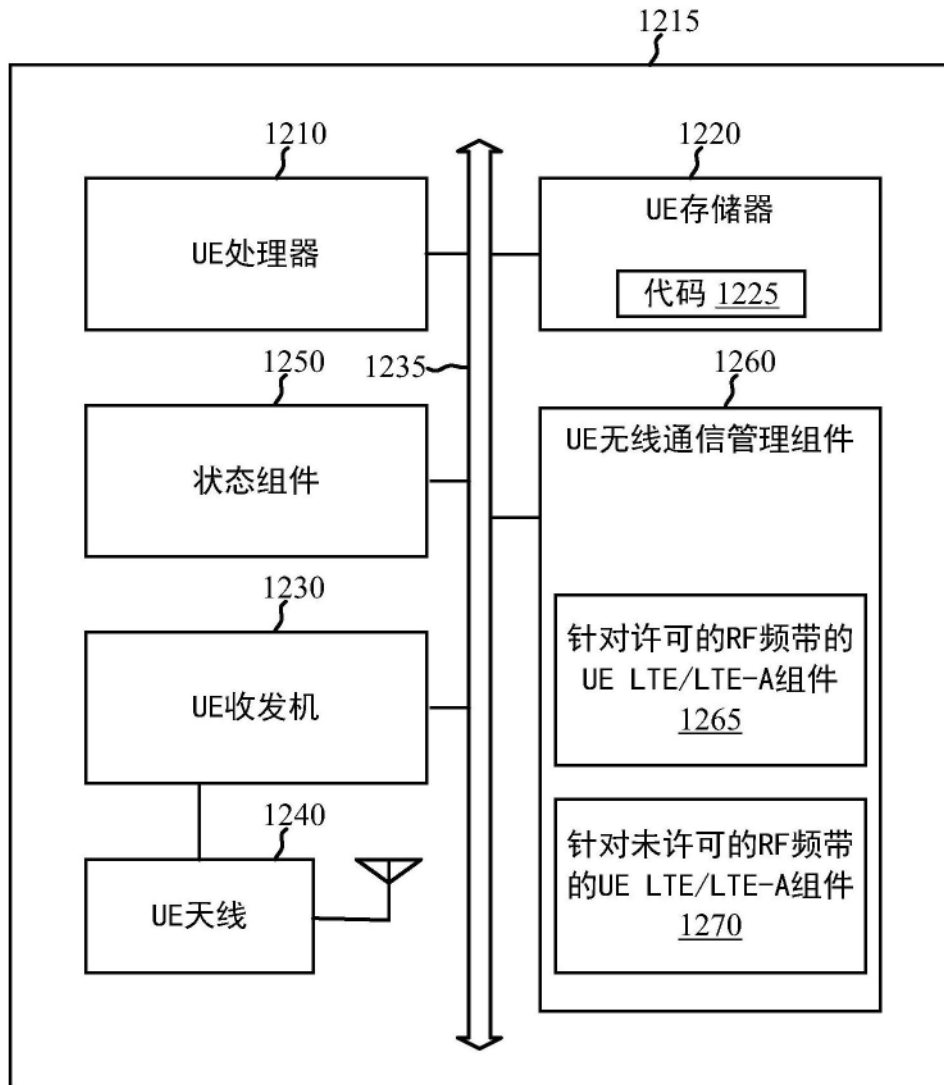 1215
1210
UE处理器
1220
UE存储器
代码 1225
1235
1250
状态组件
1260
UE无线通信管理组件
1230
UE收发机
针对许可的RF频带的
UE LTE/LTE-A组件
1265
1240
UE天线
针对未许可的RF频带
的UE LTE/LTE-A组件
1270